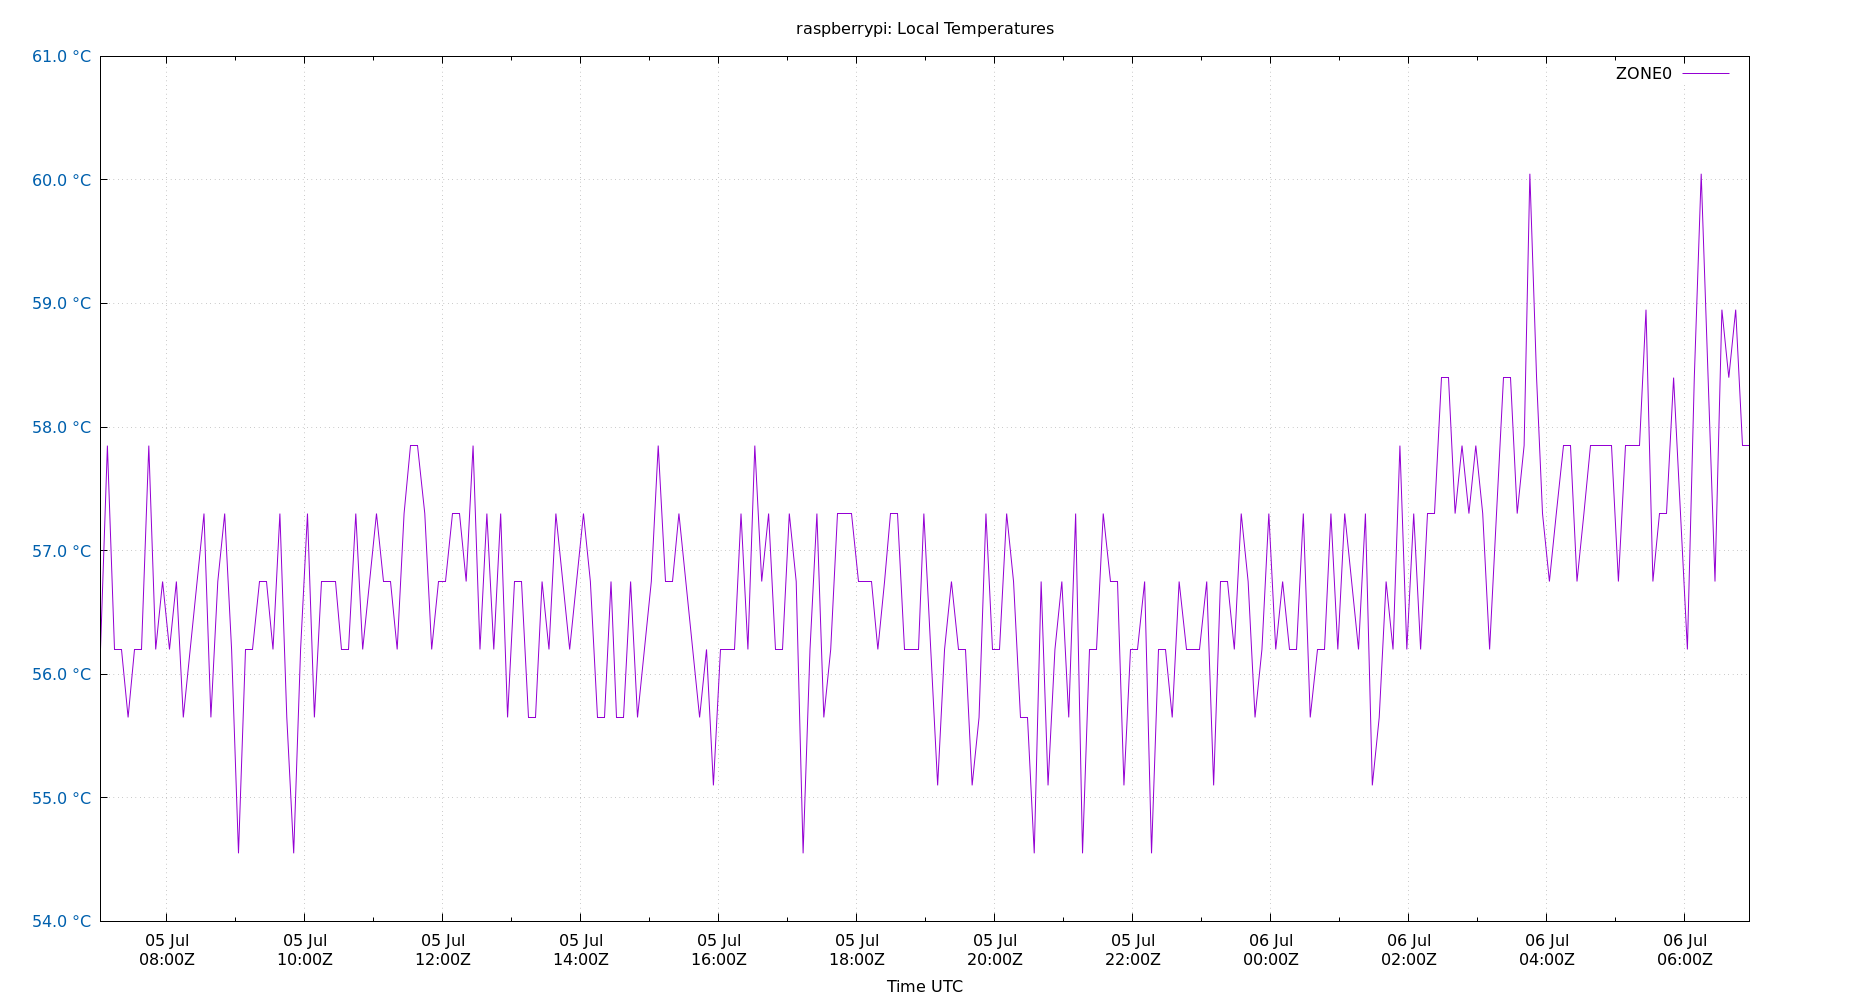 raspberrypi: Local Temperatures
61.0 °C
ZONE0
60.0 °C
59.0 °C
58.0 °C
57.0 °C
56.0 °C
55.0 °C
54.0 °C
05 Jul 05 Jul 05 Jul 05 Jul 05 Jul 05 Jul 05 Jul 05 Jul 06 Jul 06 Jul 06 Jul 06 Jul
08:00Z 10:00Z 12:00Z 14:00Z 16:00Z 18:00Z 20:00Z 22:00Z 00:00Z 02:00Z 04:00Z 06:00Z
Time UTC